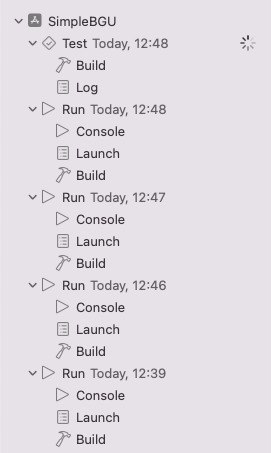 SimpleBGU
Test Today, 12:48
Build
Log
Run Today, 12:48
Console
Launch
Build
Run Today, 12:47
Console
Launch
Build
Run Today, 12:46
Console
Launch
Build
Run Today, 12:39
Console
Launch
Build